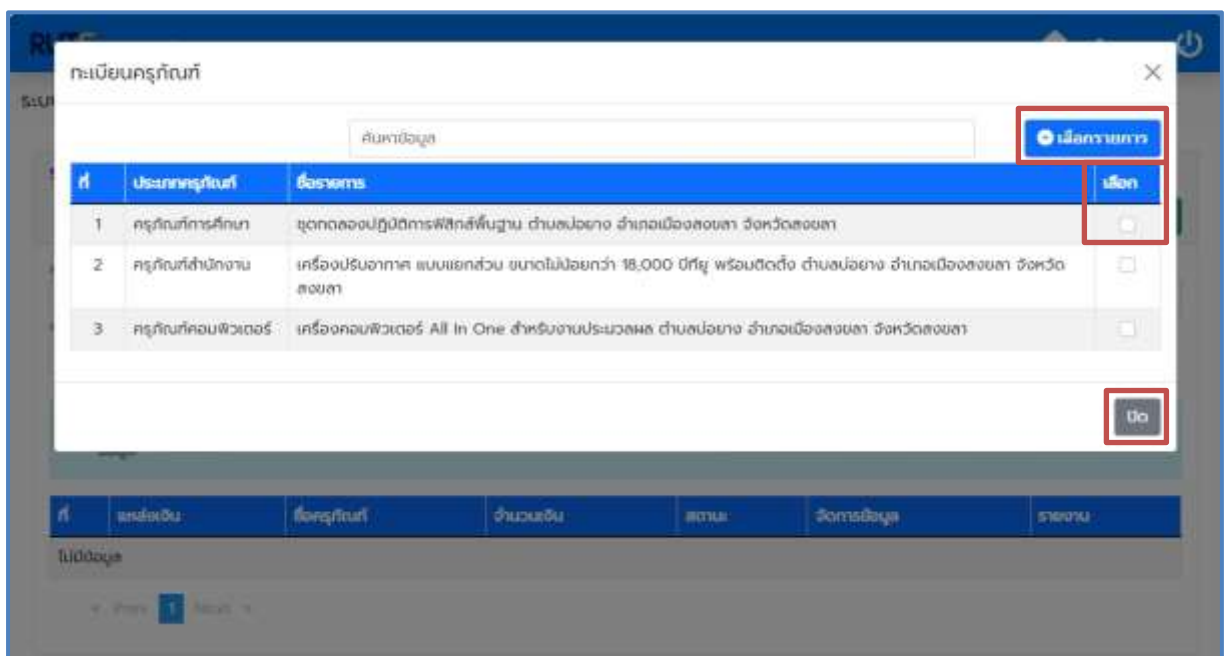 ทะเบียนครุภัณฑ์
ค้นหาข้อมูล
เลือกรายการ
ที่ ประเภทครุภัณฑ์ ชื่อรายการ เลือก
1 ครุภัณฑ์การศึกษา ชุดทดลองปฏิบัติการฟิสิกส์พื้นฐาน ตำบลบ่อยาง อำเภอเมืองสงขลา จังหวัดสงขลา
2 ครุภัณฑ์สำนักงาน เครื่องปรับอากาศ แบบแยกส่วน ขนาดไม่น้อยกว่า 18,000 บีทียู พร้อมติดตั้ง ตำบลบ่อยาง อำเภอเมืองสงขลา จังหวัด
สงขลา
3 ครุภัณฑ์คอมพิวเตอร์ เครื่องคอมพิวเตอร์ All In One สำหรับงานประมวลผล ตำบลบ่อยาง อำเภอเมืองสงขลา จังหวัดสงขลา
ปิด
ที่ แหล่งเงิน ชื่อครุภัณฑ์ จำนวนเงิน สถานะ จัดการข้อมูล รายงาน
ไม่มีข้อมูล
« Prev 1 Next »